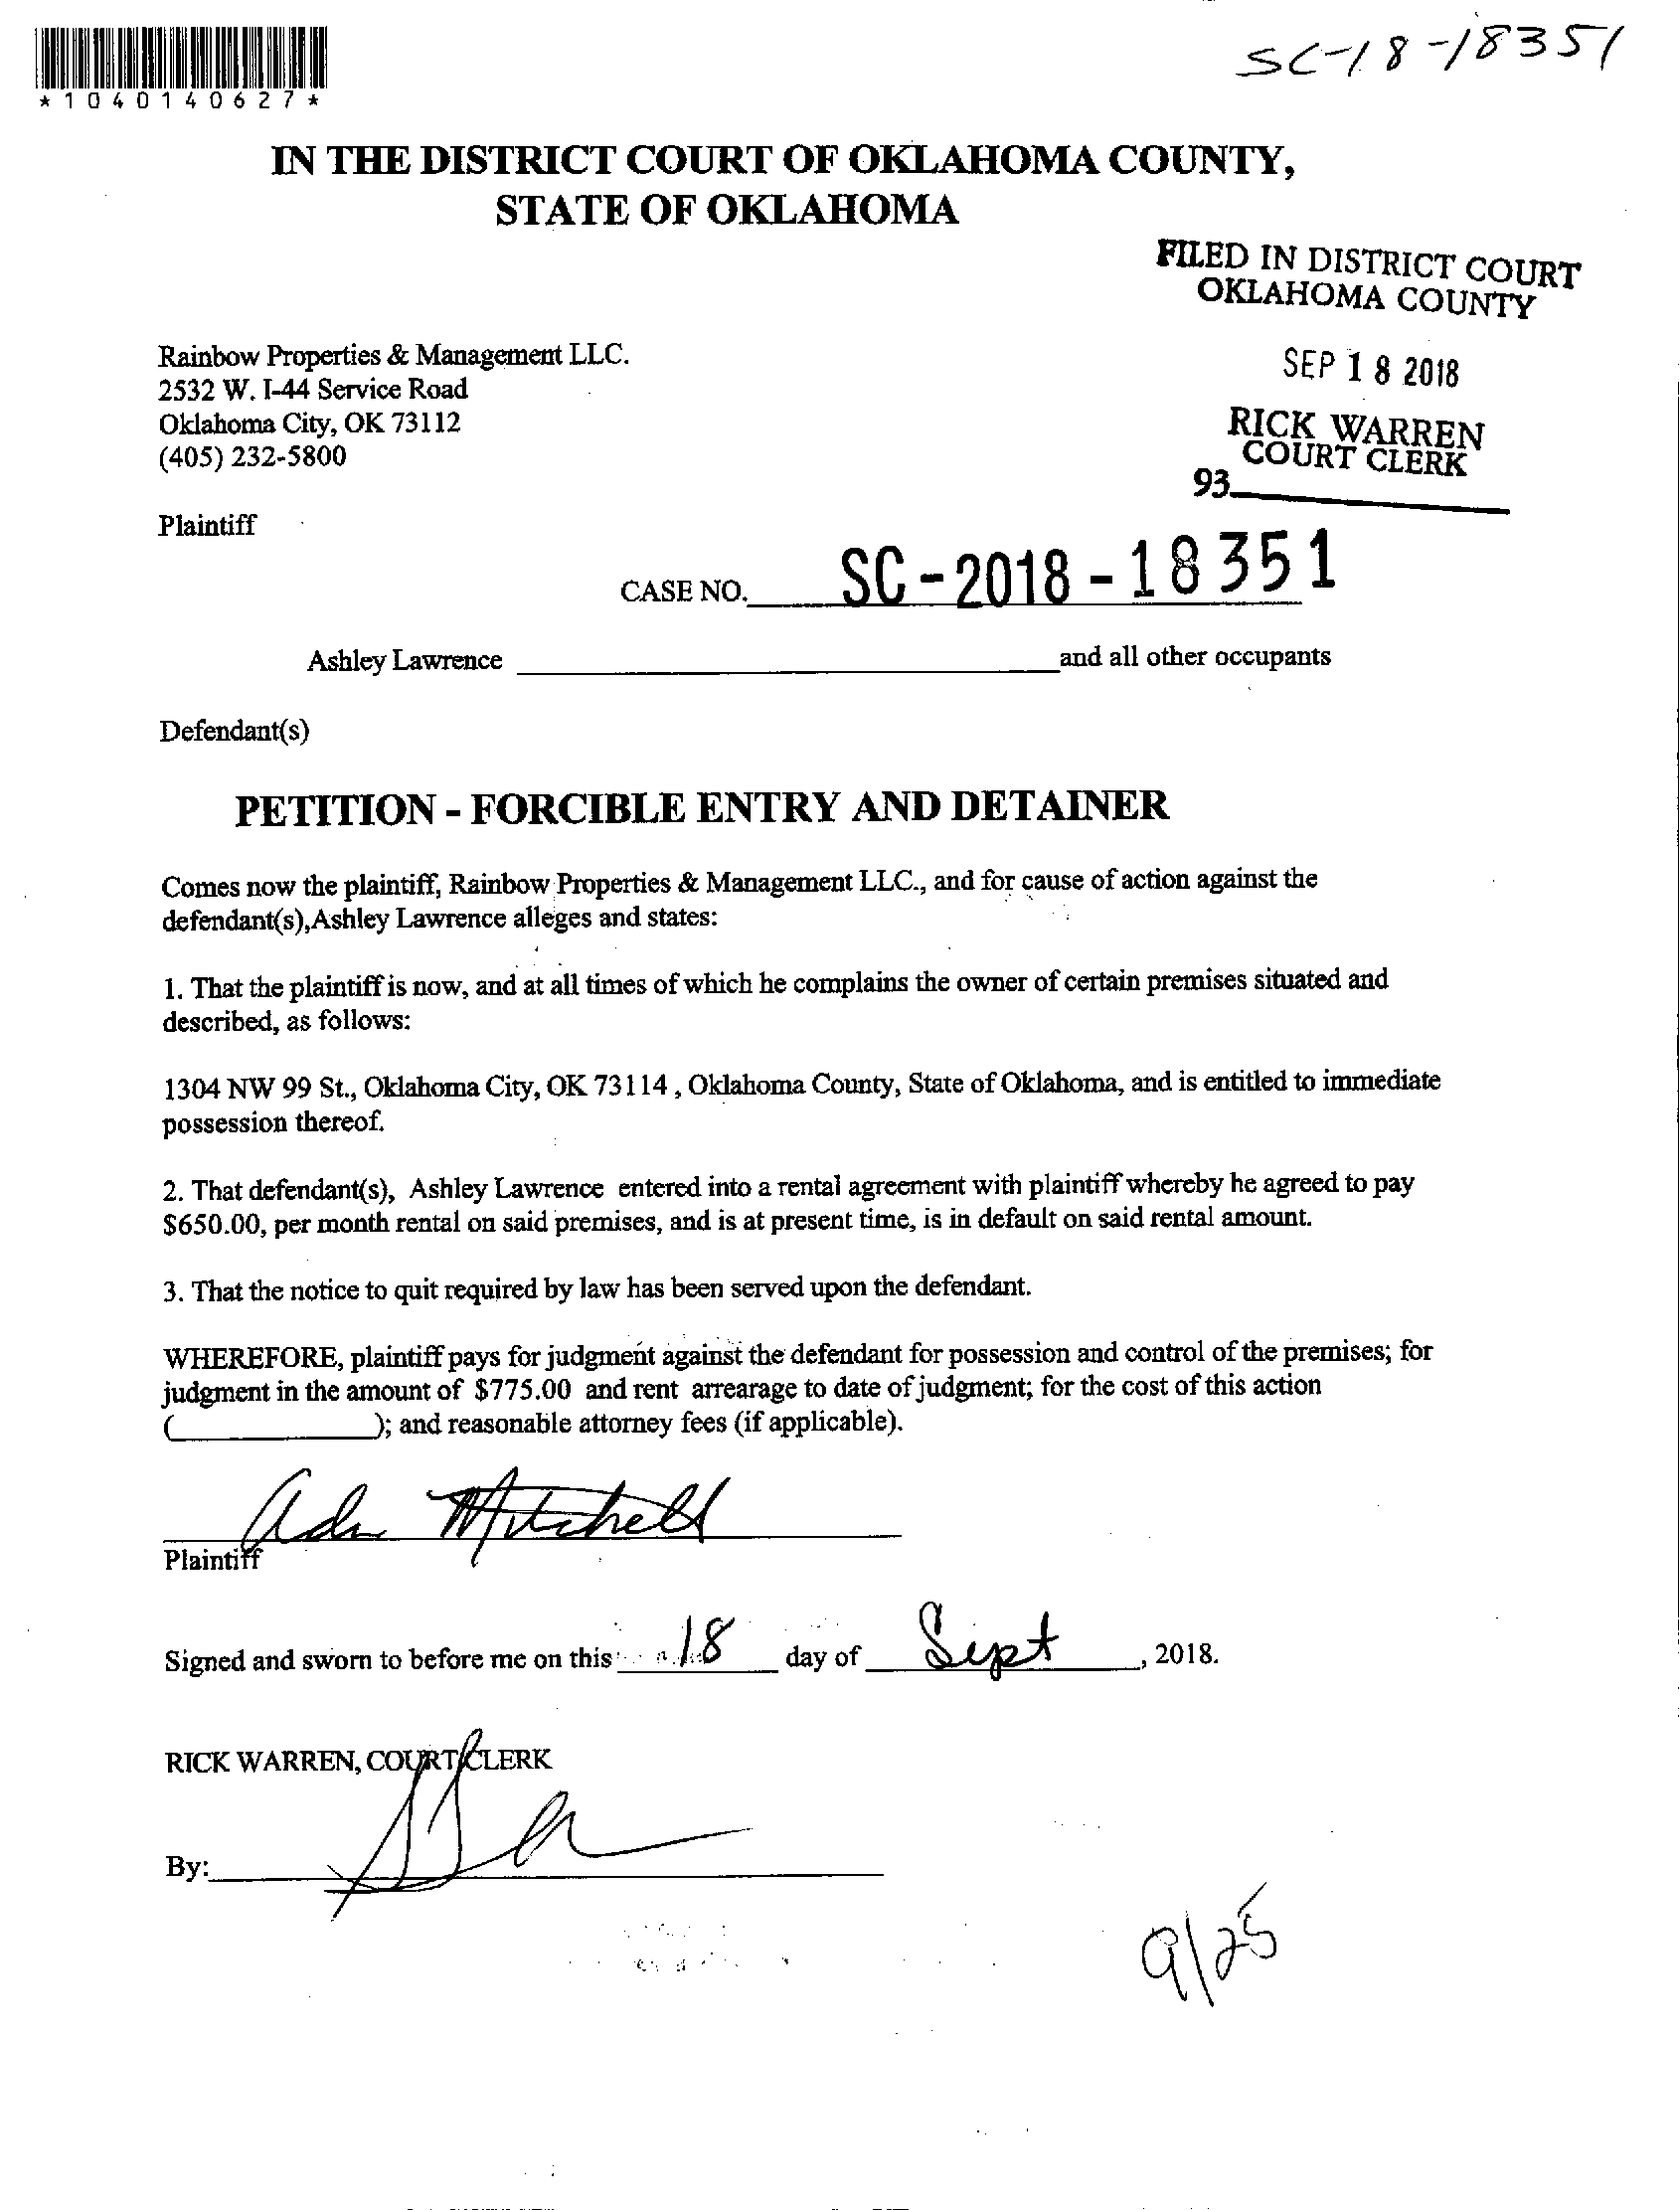 SC-18-18351
*1040140627*
IN THE DISTRICT COURT OF OKLAHOMA COUNTY,
STATE OF OKLAHOMA
FILED IN DISTRICT COURT
OKLAHOMA COUNTY
SEP 18 2018
RICK WARREN
COURT CLERK
93
Rainbow Properties & Management LLC.
2532 W. I-44 Service Road
Oklahoma City, OK 73112
(405) 232-5800
Plaintiff
CASE NO. SC-2018-18351
Ashley Lawrence and all other occupants
Defendant(s)
PETITION - FORCIBLE ENTRY AND DETAINER
Comes now the plaintiff, Rainbow Properties & Management LLC., and for cause of action against the
defendant(s),Ashley Lawrence alleges and states:
1. That the plaintiff is now, and at all times of which he complains the owner of certain premises situated and
described, as follows:
1304 NW 99 St., Oklahoma City, OK 73114 , Oklahoma County, State of Oklahoma, and is entitled to immediate
possession thereof.
2. That defendant(s), Ashley Lawrence entered into a rental agreement with plaintiff whereby he agreed to pay
$650.00, per month rental on said premises, and is at present time, is in default on said rental amount.
3. That the notice to quit required by law has been served upon the defendant.
WHEREFORE, plaintiff pays for judgment against the defendant for possession and control of the premises; for
judgment in the amount of $775.00 and rent arrearage to date of judgment; for the cost of this action
(                    ); and reasonable attorney fees (if applicable).
Mitchell
Plaintiff
Signed and sworn to before me on this 18 day of Sept, 2018.
RICK WARREN, COURT CLERK
By:
9/25